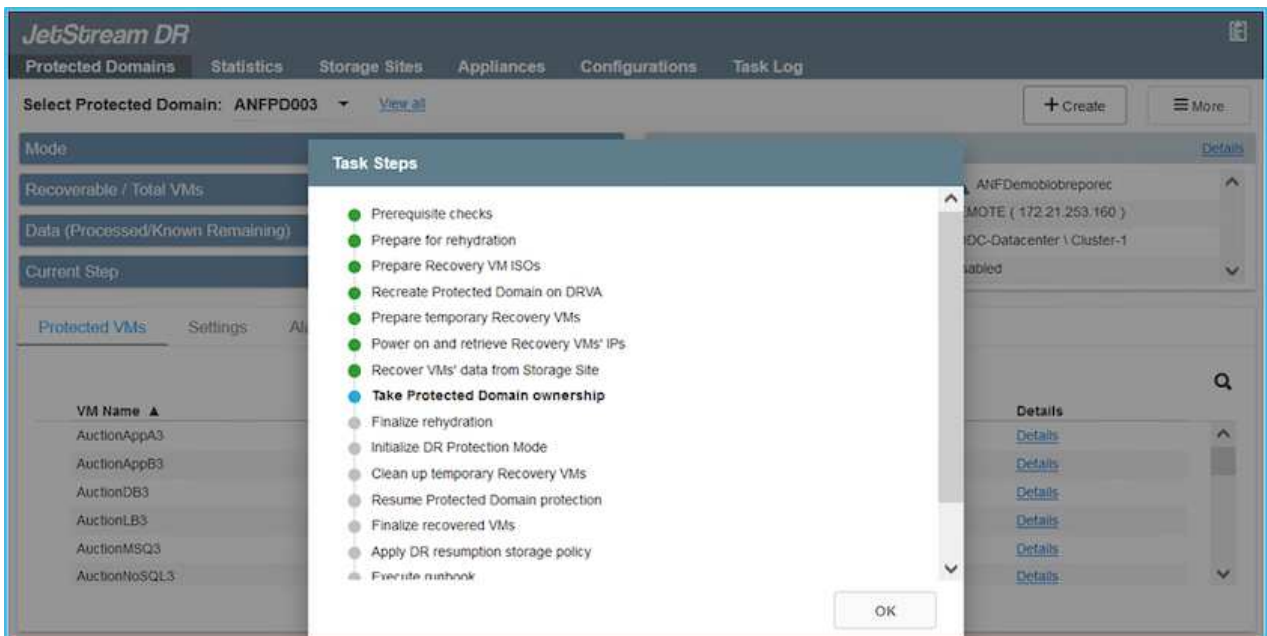 JetStream DR
Protected Domains Statistics Storage Sites Appliances Configurations Task Log
Select Protected Domain: ANFPD003 View all
+ Create
More
Mode
Details
Recoverable / Total VMs
ANFDemoblobreporec
Data (Processed/Known Remaining)
MOTE ( 172.21.253.160 )
DC-Datacenter \ Cluster-1
Current Step
abled
Task Steps
Prerequisite checks
Prepare for rehydration
Prepare Recovery VM ISOs
Recreate Protected Domain on DRVA
Prepare temporary Recovery VMs
Power on and retrieve Recovery VMs' IPs
Recover VMs' data from Storage Site
Take Protected Domain ownership
Finalize rehydration
Initialize DR Protection Mode
Clean up temporary Recovery VMs
Resume Protected Domain protection
Finalize recovered VMs
Apply DR resumption storage policy
Execute runbook
OK
Protected VMs Settings Al
VM Name ▲ Details
AuctionAppA3 Details
AuctionAppB3 Details
AuctionDB3 Details
AuctionLB3 Details
AuctionMSQ3 Details
AuctionNoSQL3 Details